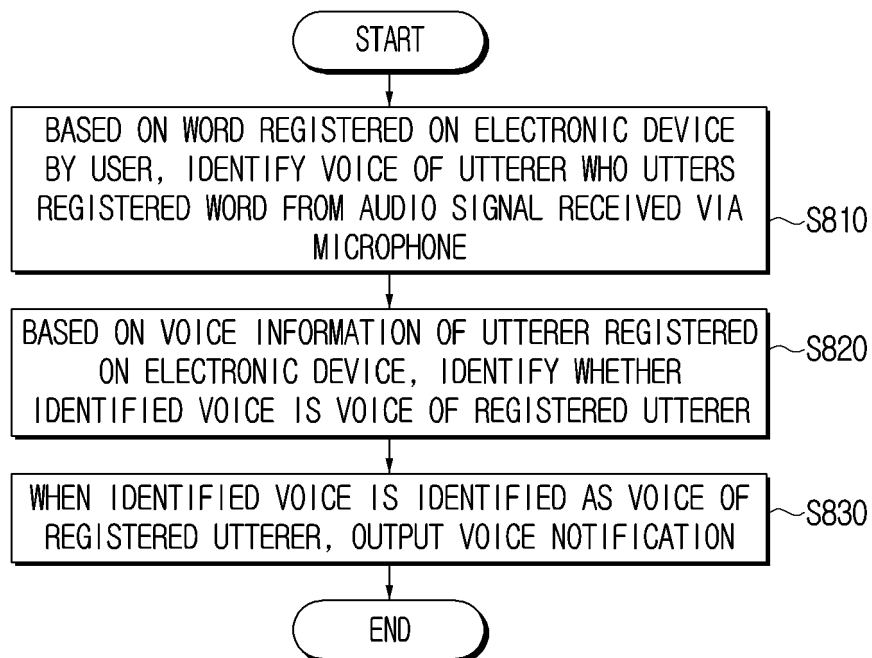 START
BASED ON WORD REGISTERED ON ELECTRONIC DEVICE
BY USER, IDENTIFY VOICE OF UTTERER WHO UTTERS
REGISTERED WORD FROM AUDIO SIGNAL RECEIVED VIA
MICROPHONE
S810
BASED ON VOICE INFORMATION OF UTTERER REGISTERED
ON ELECTRONIC DEVICE, IDENTIFY WHETHER
IDENTIFIED VOICE IS VOICE OF REGISTERED UTTERER
S820
WHEN IDENTIFIED VOICE IS IDENTIFIED AS VOICE OF
REGISTERED UTTERER, OUTPUT VOICE NOTIFICATION
S830
END